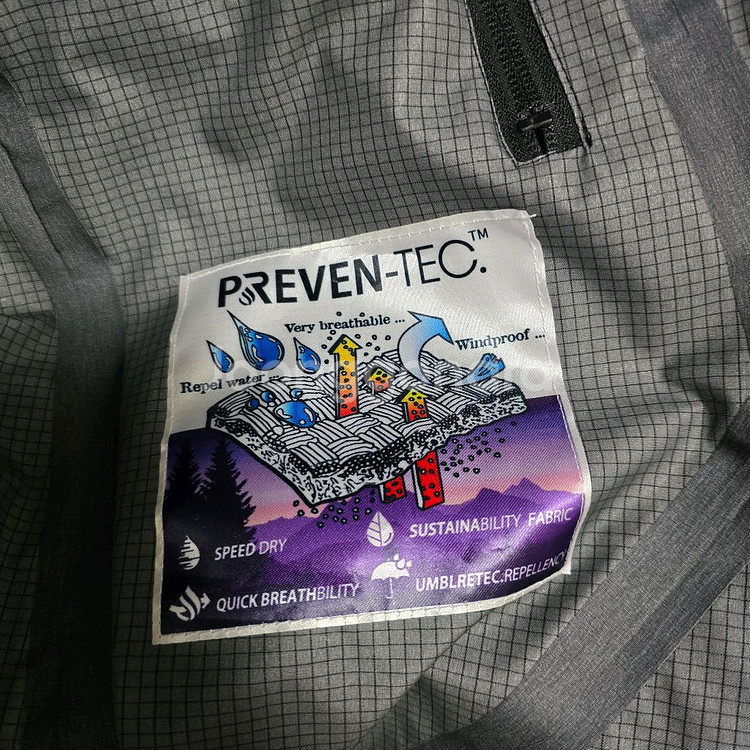 PREVEN-TEC.™
Very breathable ...
Windproof ...
Repel water ...
SPEED DRY
SUSTAINABILITY FABRIC
QUICK BREATHBILITY
UMBLRETEC.REPELLENCY